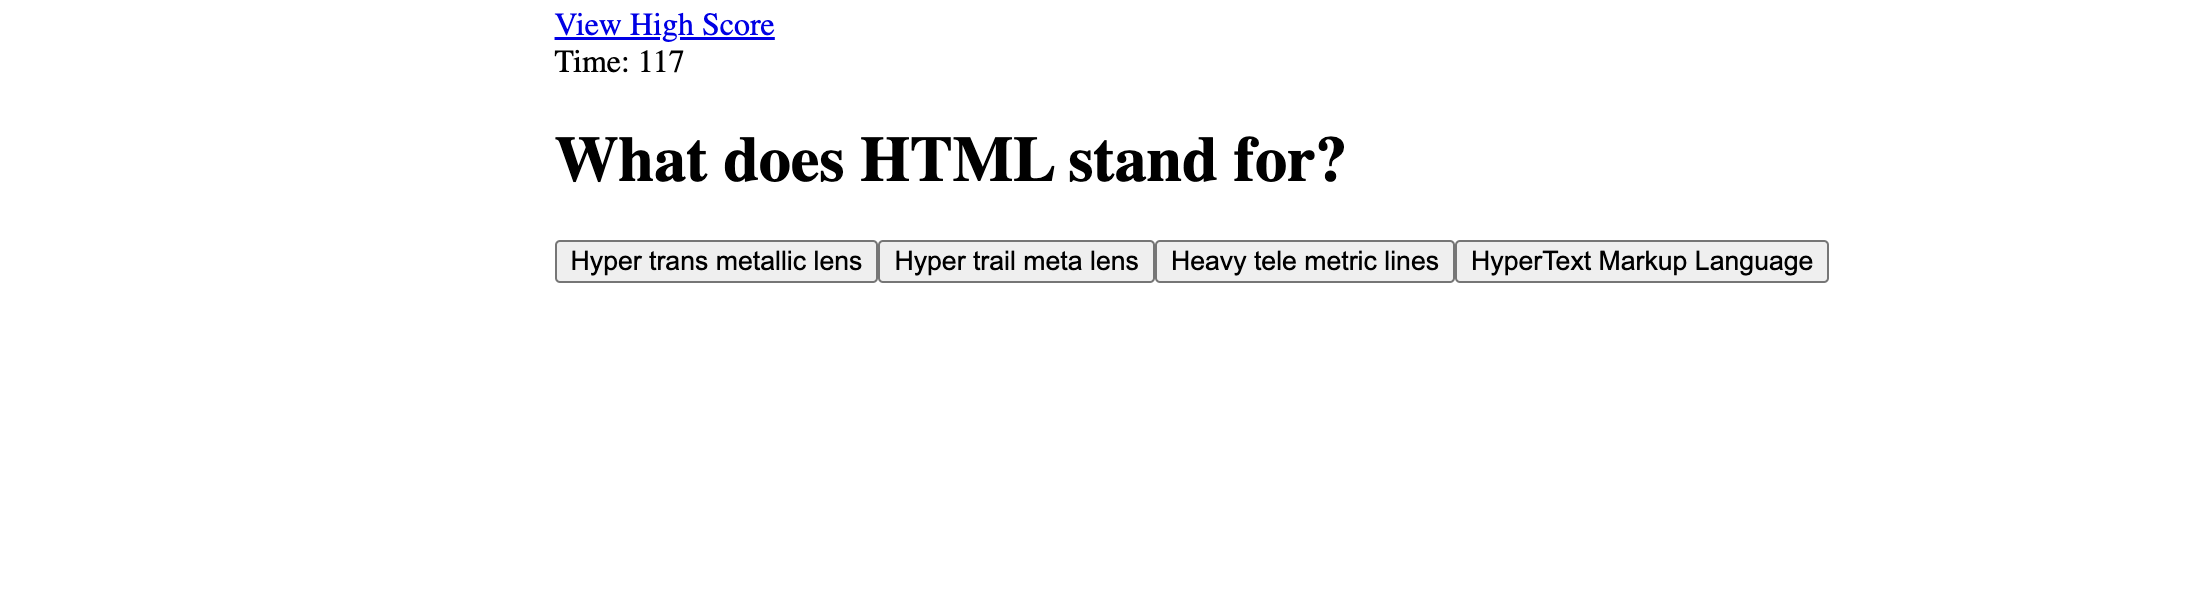 View High Score
Time: 117
What does HTML stand for?
Hyper trans metallic lens Hyper trail meta lens Heavy tele metric lines HyperText Markup Language